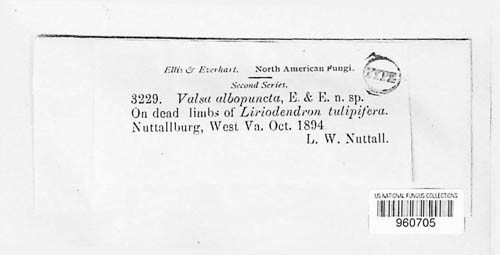 Ellis & Everhart. North American Fungi.
Second Series.
3229. Valsa albopuncta, E. & E. n. sp.
On dead limbs of Liriodendron tulipifera.
Nuttallburg, West Va. Oct. 1894
L. W. Nuttall.
TYPE
US NATIONAL FUNGUS COLLECTIONS
960705